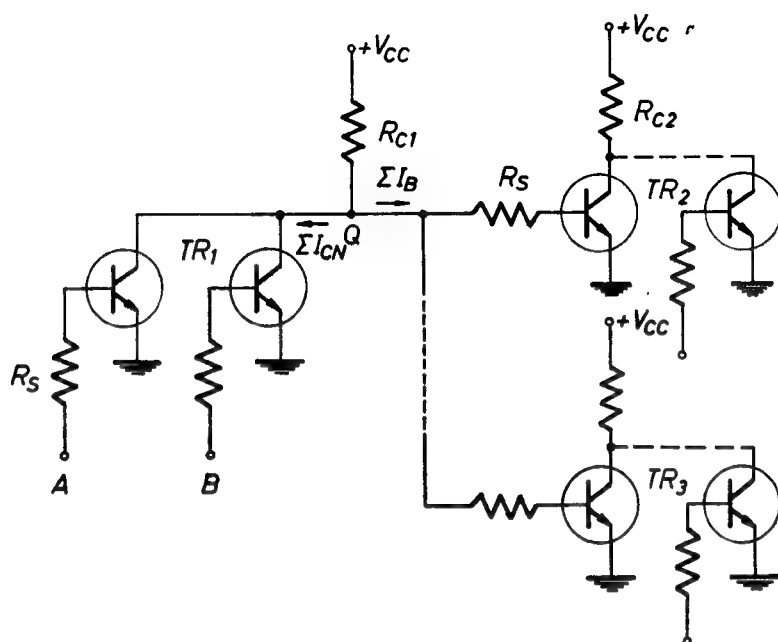 +VCC
+VCC
RC1
RC2
ΣIB
RS
TR2
TR1
ΣICN
Q
+VCC
RS
A
B
TR3